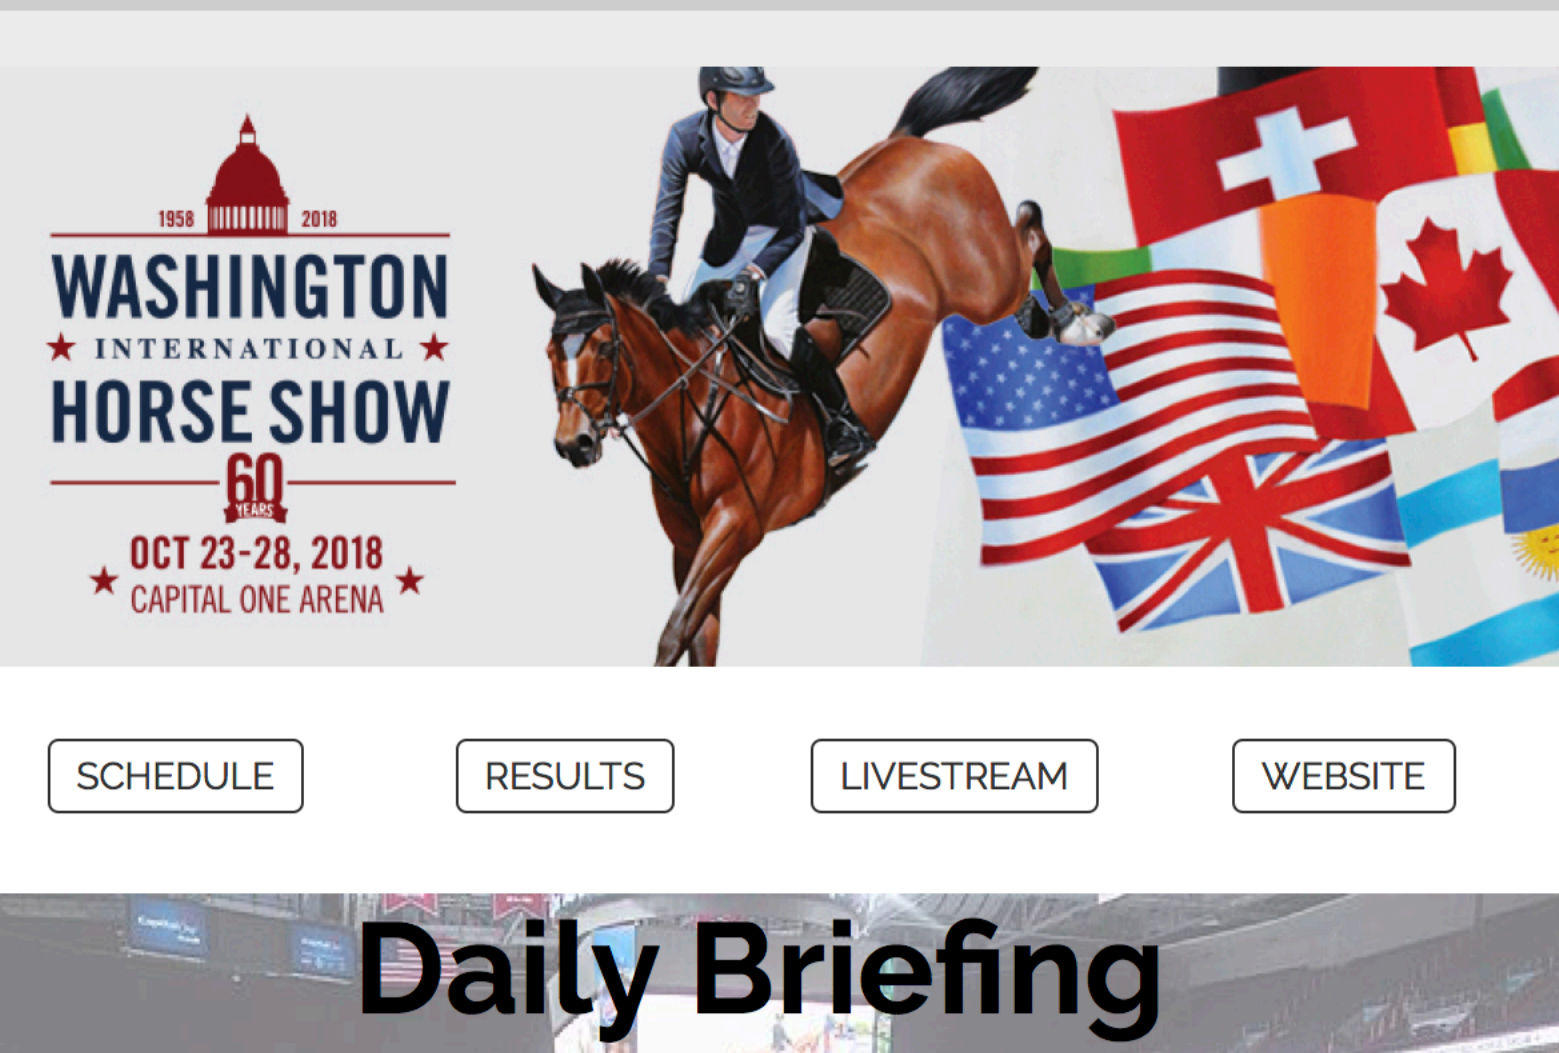 1958 2018
WASHINGTON
INTERNATIONAL
HORSE SHOW
60
YEARS
OCT 23-28, 2018
CAPITAL ONE ARENA
SCHEDULE
RESULTS
LIVESTREAM
WEBSITE
Daily Briefing